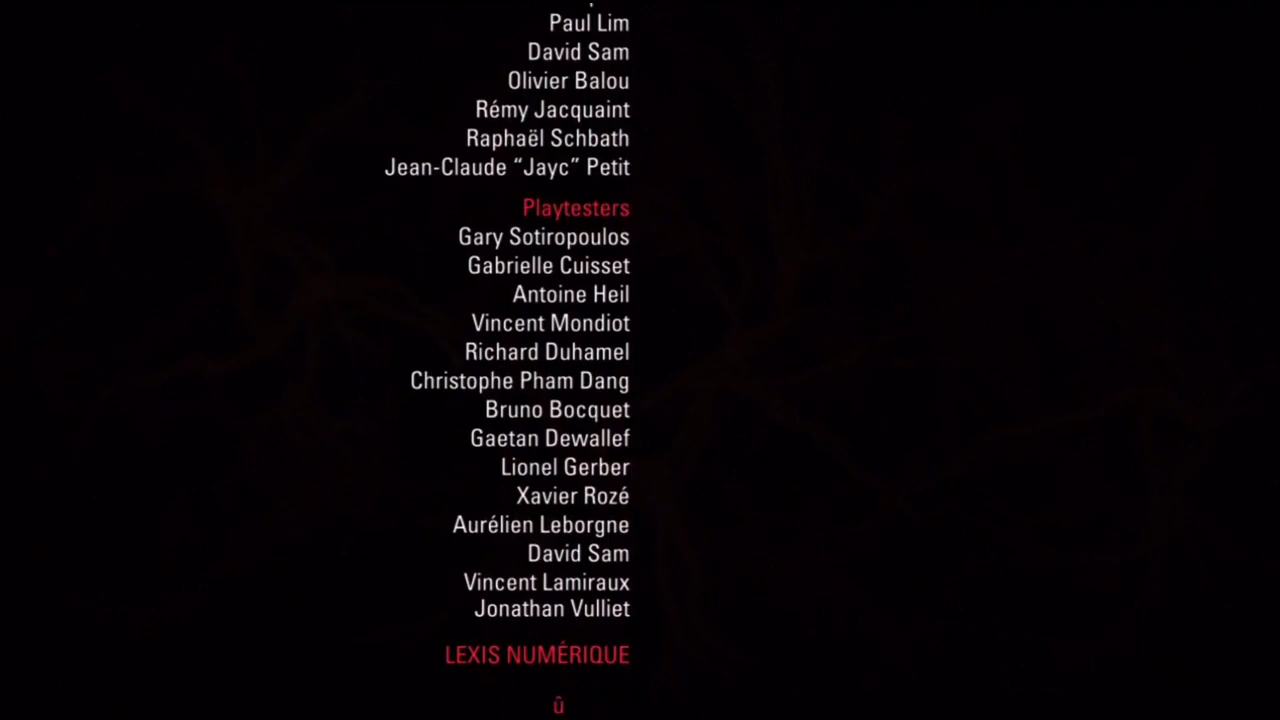 Paul Lim
David Sam
Olivier Balou
Rémy Jacquaint
Raphaël Schbath
Jean-Claude “Jayc” Petit
Playtesters
Gary Sotiropoulos
Gabrielle Cuisset
Antoine Heil
Vincent Mondiot
Richard Duhamel
Christophe Pham Dang
Bruno Bocquet
Gaetan Dewallef
Lionel Gerber
Xavier Rozé
Aurélien Leborgne
David Sam
Vincent Lamiraux
Jonathan Vulliet
LEXIS NUMÉRIQUE
û